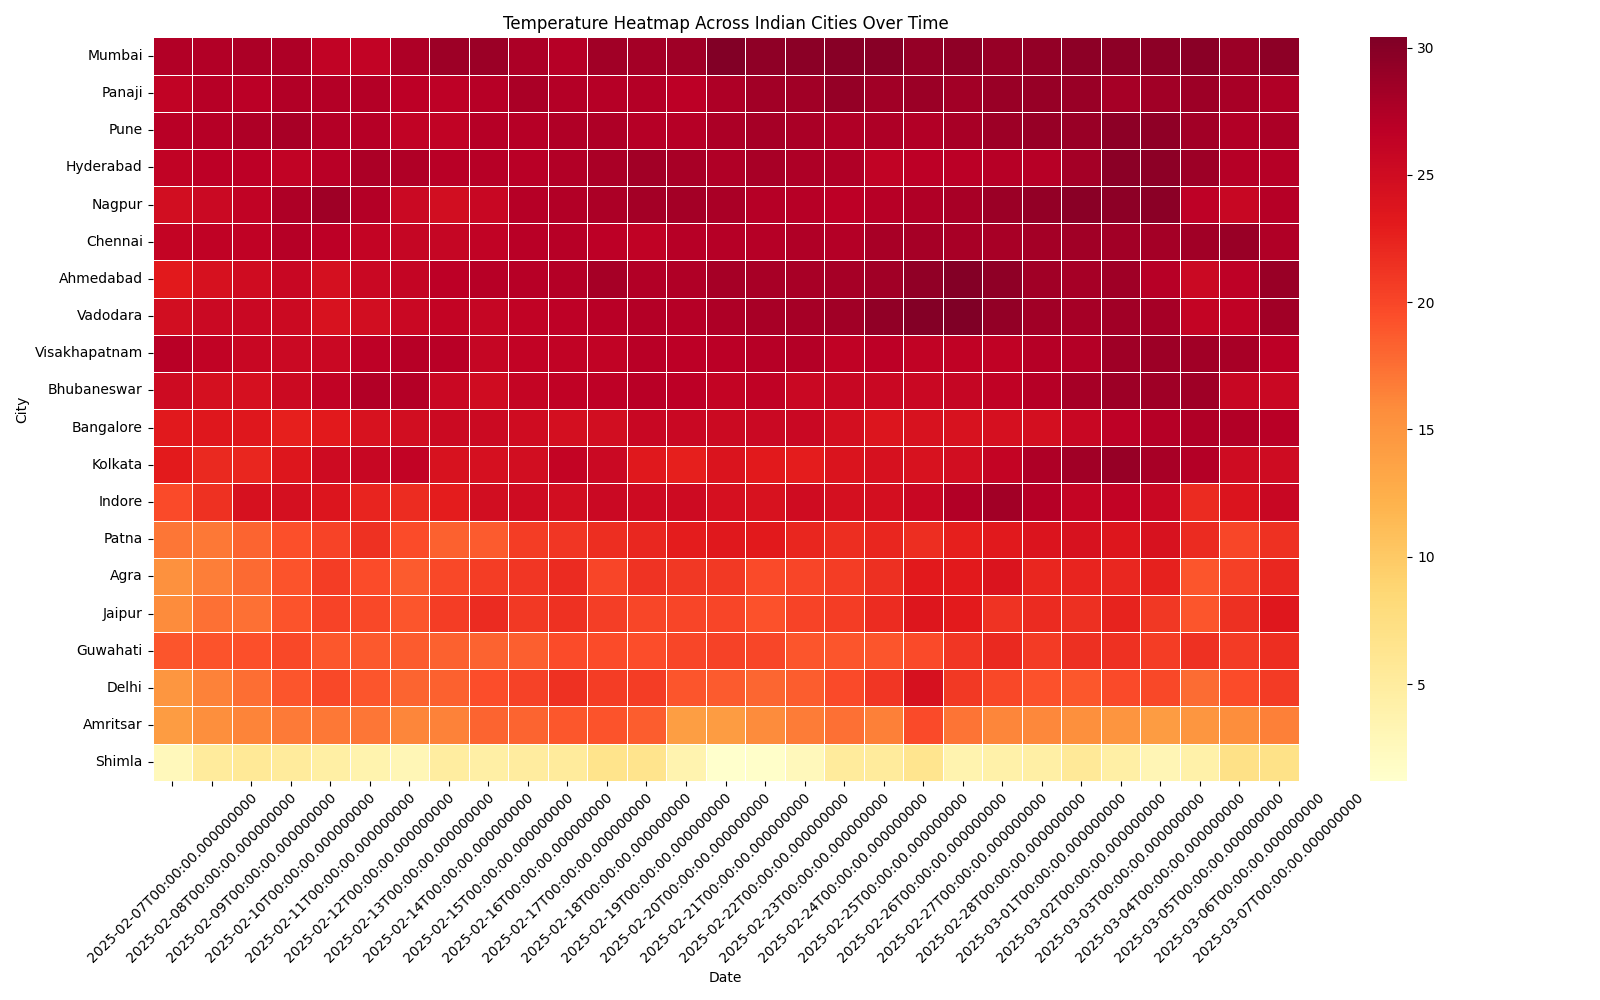 Temperature Heatmap Across Indian Cities Over Time
Mumbai
Panaji
Pune
Hyderabad
Nagpur
Chennai
Ahmedabad
Vadodara
Visakhapatnam
Bhubaneswar
Bangalore
Kolkata
Indore
Patna
Agra
Jaipur
Guwahati
Delhi
Amritsar
Shimla
City
2025-02-07T00:00:00.000000000
2025-02-08T00:00:00.000000000
2025-02-09T00:00:00.000000000
2025-02-10T00:00:00.000000000
2025-02-11T00:00:00.000000000
2025-02-12T00:00:00.000000000
2025-02-13T00:00:00.000000000
2025-02-14T00:00:00.000000000
2025-02-15T00:00:00.000000000
2025-02-16T00:00:00.000000000
2025-02-17T00:00:00.000000000
2025-02-18T00:00:00.000000000
2025-02-19T00:00:00.000000000
2025-02-20T00:00:00.000000000
2025-02-21T00:00:00.000000000
2025-02-22T00:00:00.000000000
2025-02-23T00:00:00.000000000
2025-02-24T00:00:00.000000000
2025-02-25T00:00:00.000000000
2025-02-26T00:00:00.000000000
2025-02-27T00:00:00.000000000
2025-02-28T00:00:00.000000000
2025-03-01T00:00:00.000000000
2025-03-02T00:00:00.000000000
2025-03-03T00:00:00.000000000
2025-03-04T00:00:00.000000000
2025-03-05T00:00:00.000000000
2025-03-06T00:00:00.000000000
2025-03-07T00:00:00.000000000
Date
30
25
20
15
10
5